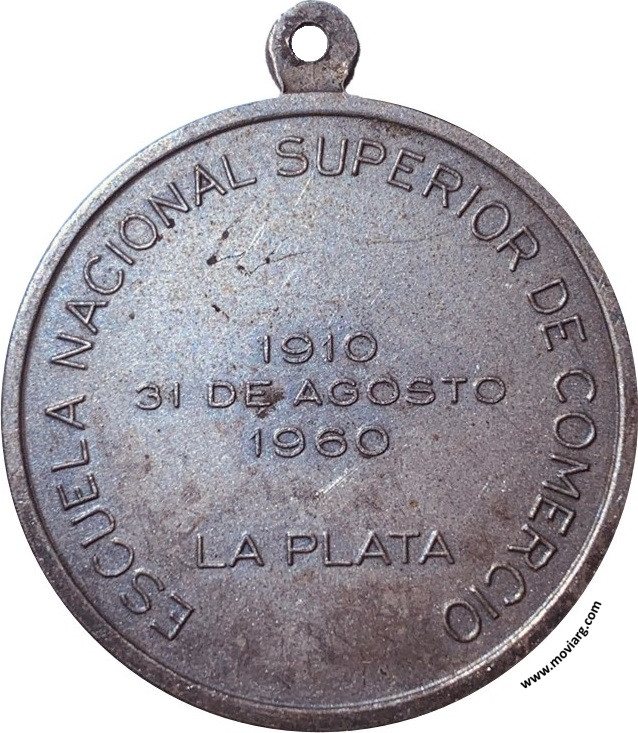 ESCUELA NACIONAL SUPERIOR DE COMERCIO
1910
31 DE AGOSTO
1960
LA PLATA
www.moviarg.com